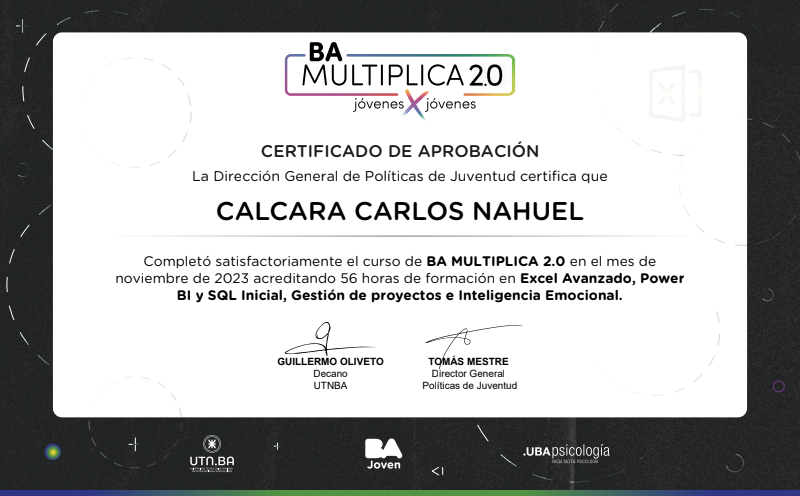 BA
MULTIPLICA 2.0
jóvenes X jóvenes
CERTIFICADO DE APROBACIÓN
La Dirección General de Políticas de Juventud certifica que
CALCARA CARLOS NAHUEL
Completó satisfactoriamente el curso de BA MULTIPLICA 2.0 en el mes de
noviembre de 2023 acreditando 56 horas de formación en Excel Avanzado, Power
BI y SQL Inicial, Gestión de proyectos e Inteligencia Emocional.
GUILLERMO OLIVETO
Decano
UTNBA
TOMÁS MESTRE
Director General
Políticas de Juventud
UTN.BA
BA
Joven
.UBApsicología
FACULTAD DE PSICOLOGÍA